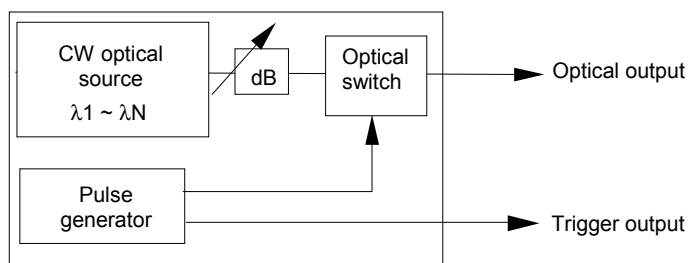 CW optical
source
λ1 ~ λN
dB
Optical
switch
Optical output
Pulse
generator
Trigger output